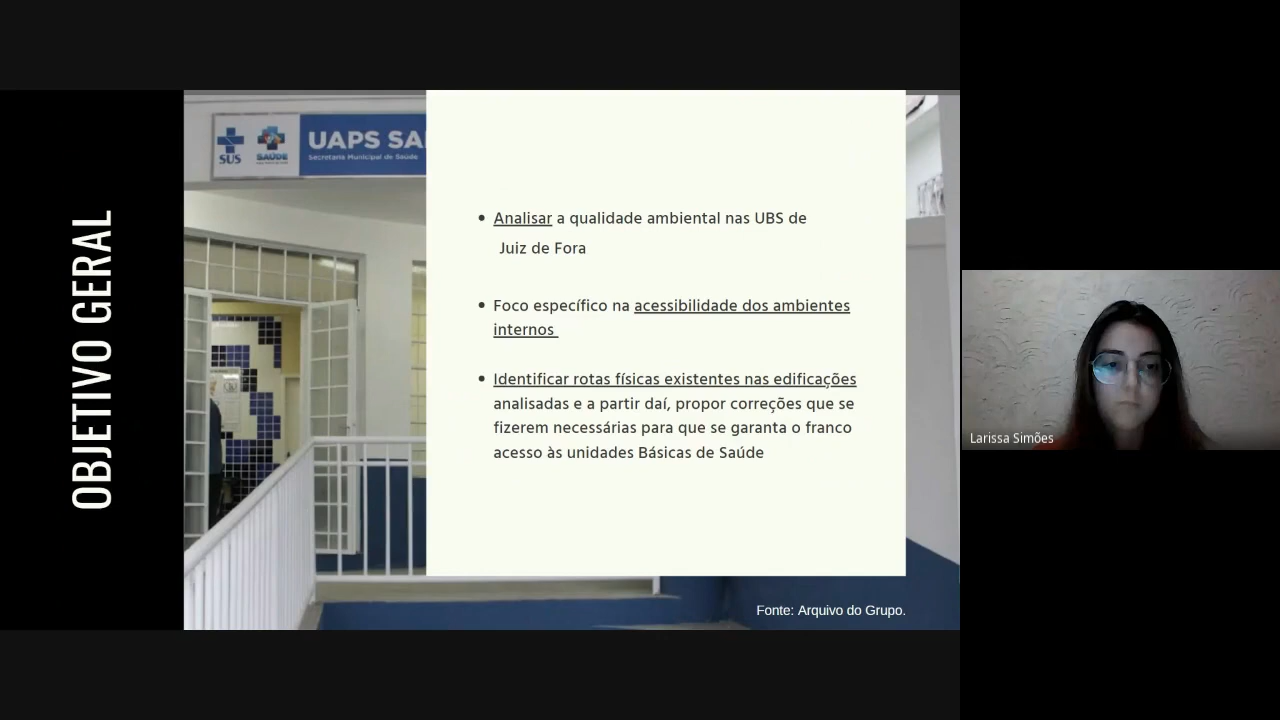 OBJETIVO GERAL
SUS
SAÚDE
UAPS SA
Secretaria Municipal de Saúde
• Analisar a qualidade ambiental nas UBS de
Juiz de Fora
• Foco específico na acessibilidade dos ambientes
internos
• Identificar rotas físicas existentes nas edificações
analisadas e a partir daí, propor correções que se
fizerem necessárias para que se garanta o franco
acesso às unidades Básicas de Saúde
Fonte: Arquivo do Grupo.
Larissa Simões